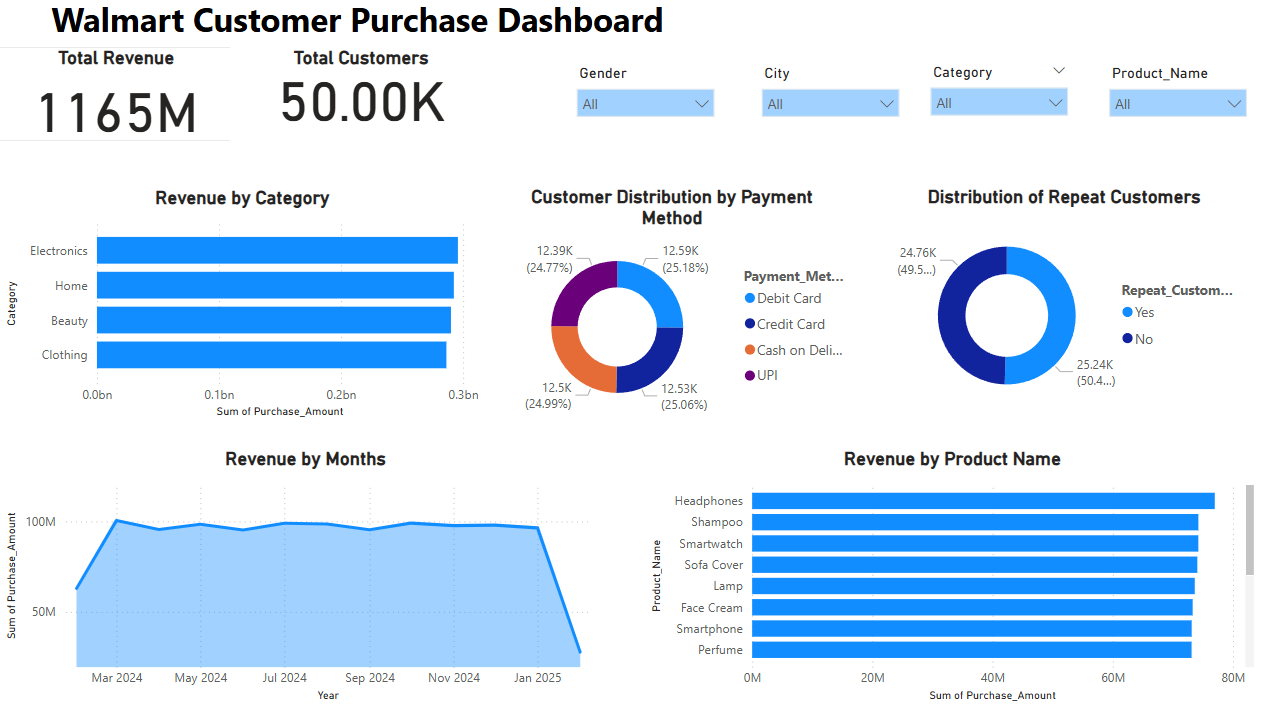 Walmart Customer Purchase Dashboard
Total Revenue
1165M
Total Customers
50.00K
Gender
All
City
All
Category
All
Product_Name
All
Revenue by Category
Category
Electronics
Home
Beauty
Clothing
0.0bn 0.1bn 0.2bn 0.3bn
Sum of Purchase_Amount
Customer Distribution by Payment
Method
12.39K
(24.77%)
12.59K
(25.18%)
12.5K
(24.99%)
12.53K
(25.06%)
Payment_Met...
Debit Card
Credit Card
Cash on Deli...
UPI
Distribution of Repeat Customers
24.76K
(49.5...)
25.24K
(50.4...)
Repeat_Custom...
Yes
No
Revenue by Months
Sum of Purchase_Amount
100M
50M
Mar 2024 May 2024 Jul 2024 Sep 2024 Nov 2024 Jan 2025
Year
Revenue by Product Name
Product_Name
Headphones
Shampoo
Smartwatch
Sofa Cover
Lamp
Face Cream
Smartphone
Perfume
0M 20M 40M 60M 80M
Sum of Purchase_Amount